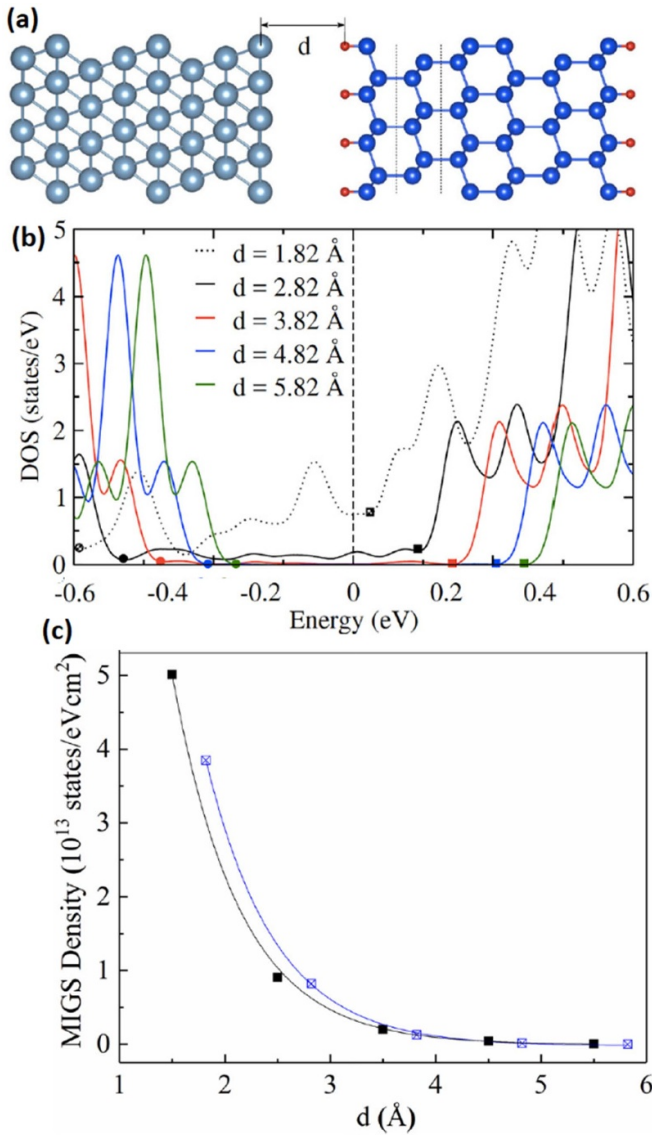 (a)
d
(b)
5
4
3
2
1
0
DOS (states/eV)
d = 1.82 Å
d = 2.82 Å
d = 3.82 Å
d = 4.82 Å
d = 5.82 Å
-0.6 -0.4 -0.2 0 0.2 0.4 0.6
Energy (eV)
(c)
5
4
3
2
1
0
MIGS Density (10¹³ states/eVcm²)
1 2 3 4 5 6
d (Å)